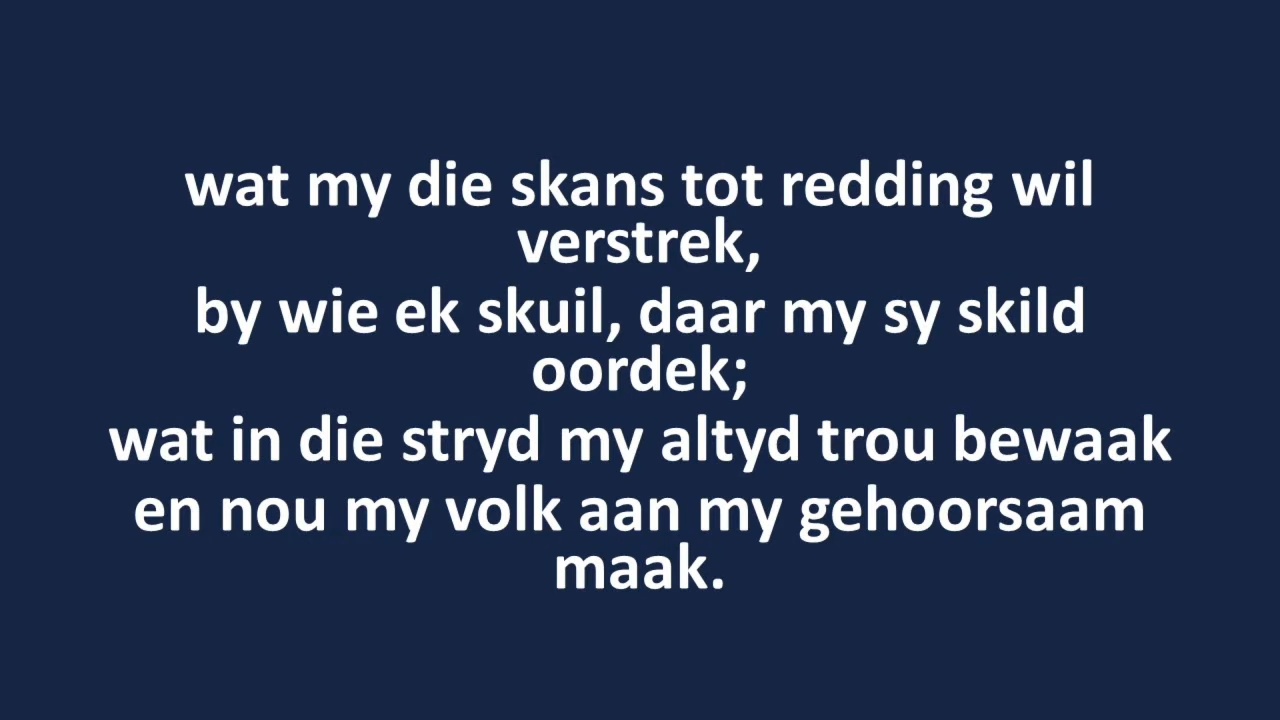 wat my die skans tot redding wil
verstrek,
by wie ek skuil, daar my sy skild
oordek;
wat in die stryd my altyd trou bewaak
en nou my volk aan my gehoorsaam
maak.